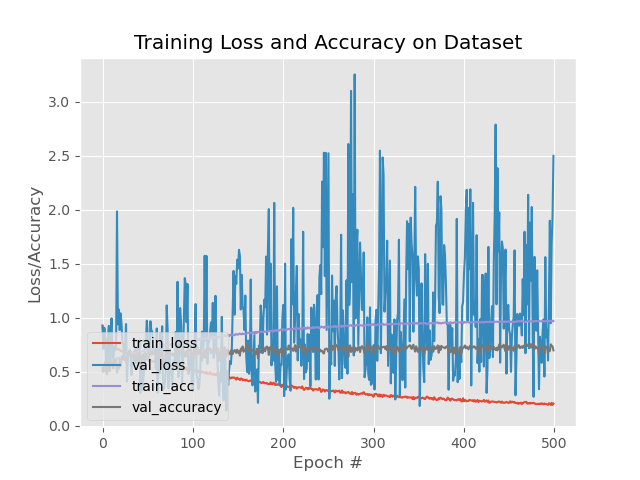 Training Loss and Accuracy on Dataset
Loss/Accuracy
3.0
2.5
2.0
1.5
1.0
0.5
0.0
train_loss
val_loss
train_acc
val_accuracy
0 100 200 300 400 500
Epoch #